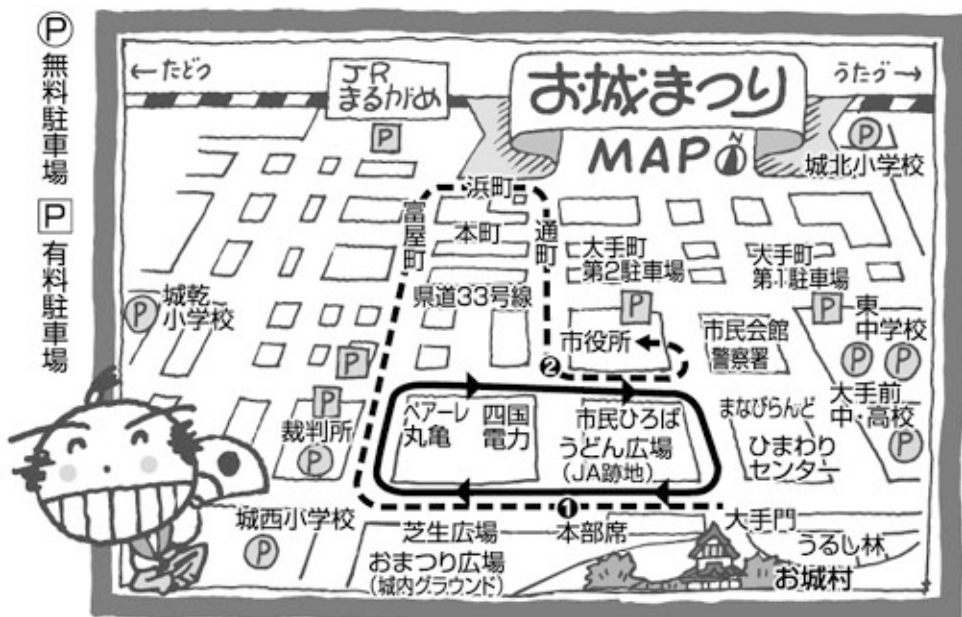 Ⓟ無料駐車場
🄿有料駐車場
←たどつ
JR
まるがめ
お城まつり
MAP
N
うたづ→
P
P
城北小学校
浜町
富屋町
本町
通町
大手町
第2駐車場
大手町
第1駐車場
県道33号線
P
城乾
小学校
P
P
東
中学校
市役所
市民会館
警察署
P
P
P
❷
P
裁判所
P
ペアーレ
丸亀
四国
電力
市民ひろば
うどん広場
(JA跡地)
まなびらんど
ひまわり
センター
大手前
中・高校
P
城西小学校
P
❶
芝生広場
本部席
大手門
おまつり広場
(城内グラウンド)
うるし林
お城村